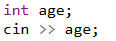 int age;
cin >> age;